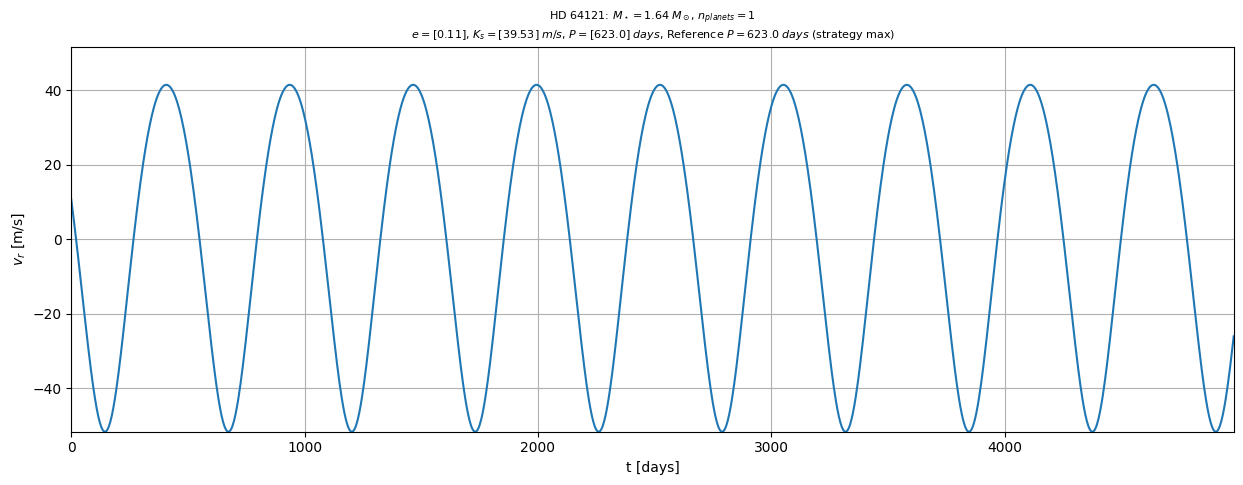 HD 64121: $M_\star = 1.64\ M_\odot$, $n_{planets} = 1$
$e = [0.11]$, $K_s = [39.53]\ m/s$, $P = [623.0]\ days$, Reference $P = 623.0\ days$ (strategy max)
40
20
0
−20
−40
$v_r$ [m/s]
0 1000 2000 3000 4000
t [days]